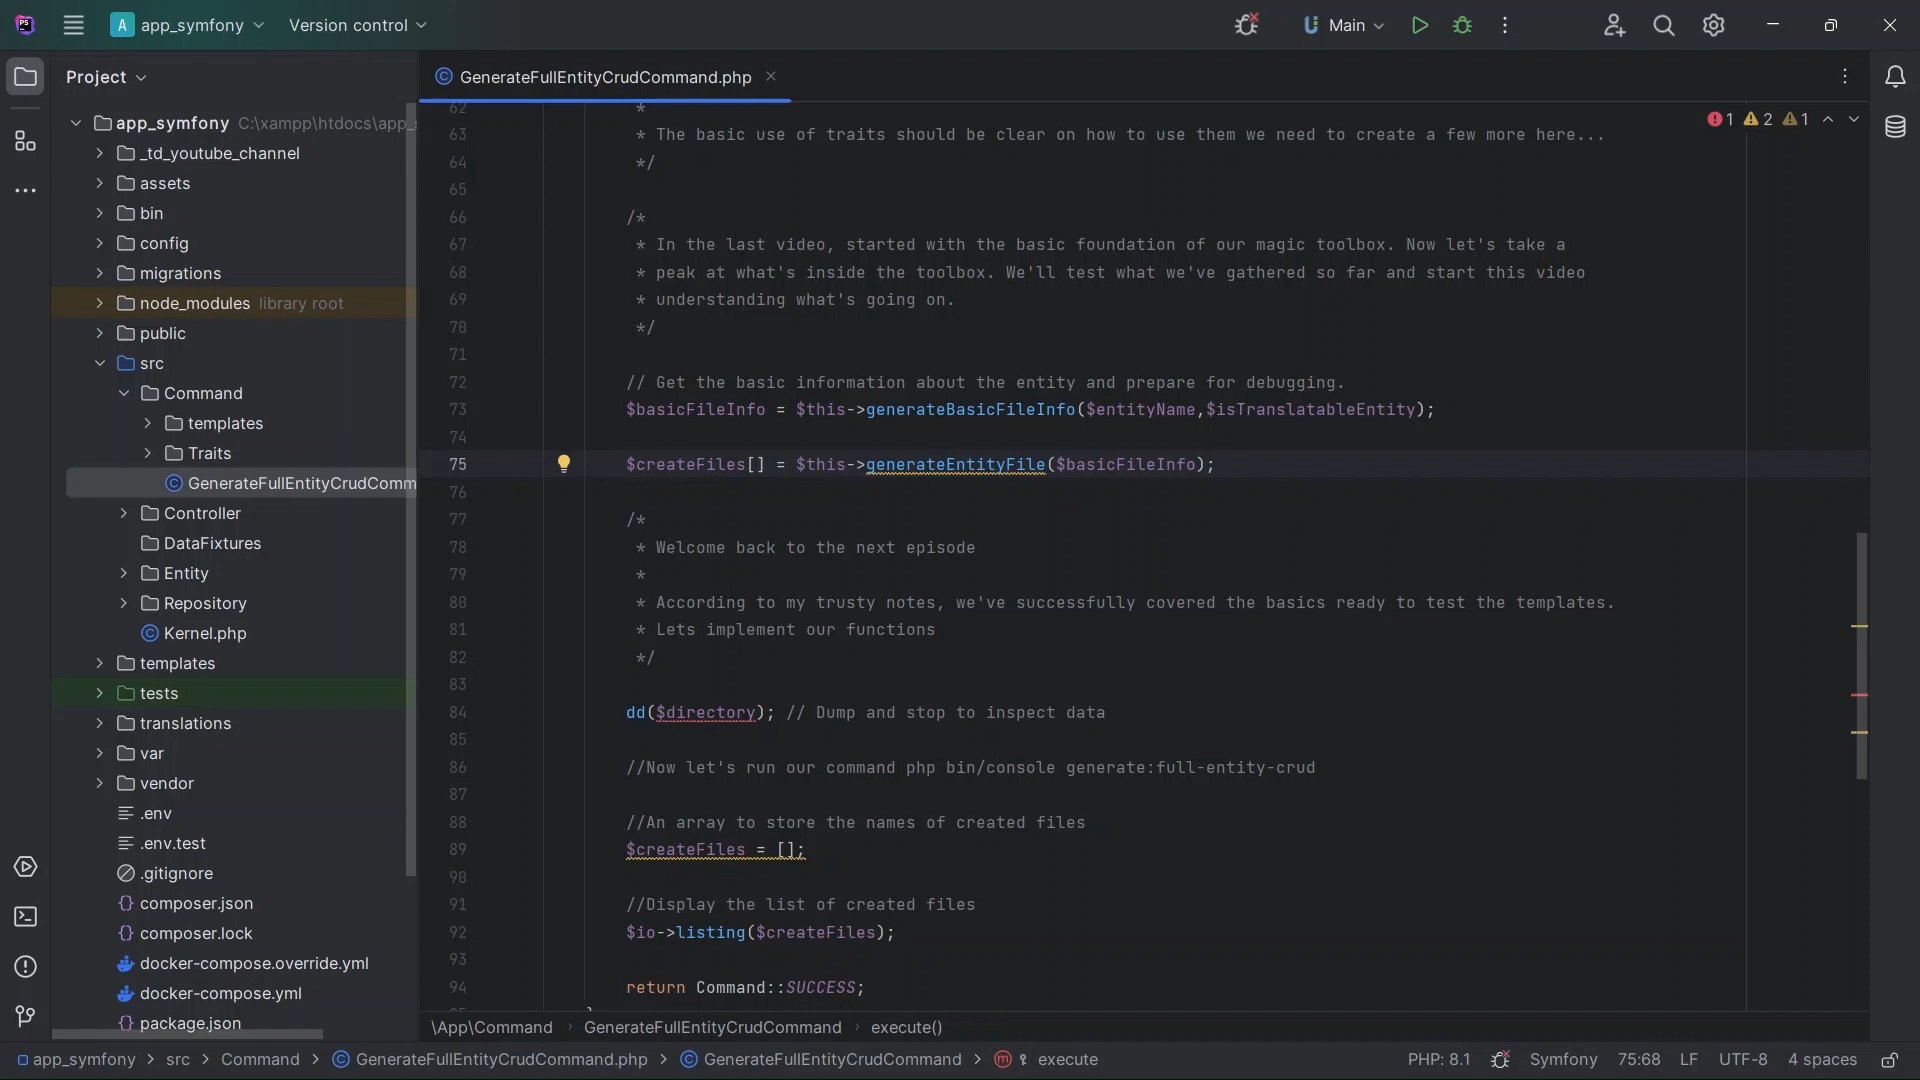 PS
A app_symfony
Version control
Main
Project
GenerateFullEntityCrudCommand.php
app_symfony C:\xampp\htdocs\app_
_td_youtube_channel
assets
bin
config
migrations
node_modules library root
public
src
Command
templates
Traits
GenerateFullEntityCrudComm
Controller
DataFixtures
Entity
Repository
Kernel.php
templates
tests
translations
var
vendor
.env
.env.test
.gitignore
composer.json
composer.lock
docker-compose.override.yml
docker-compose.yml
package.json
1 2 1
62 *
63 * The basic use of traits should be clear on how to use them we need to create a few more here...
64 */
65
66 /*
67 * In the last video, started with the basic foundation of our magic toolbox. Now let's take a
68 * peak at what's inside the toolbox. We'll test what we've gathered so far and start this video
69 * understanding what's going on.
70 */
71
72 // Get the basic information about the entity and prepare for debugging.
73 $basicFileInfo = $this->generateBasicFileInfo($entityName,$isTranslatableEntity);
74
75 $createFiles[] = $this->generateEntityFile($basicFileInfo);
76
77 /*
78 * Welcome back to the next episode
79 *
80 * According to my trusty notes, we've successfully covered the basics ready to test the templates.
81 * Lets implement our functions
82 */
83
84 dd($directory); // Dump and stop to inspect data
85
86 //Now let's run our command php bin/console generate:full-entity-crud
87
88 //An array to store the names of created files
89 $createFiles = [];
90
91 //Display the list of created files
92 $io->listing($createFiles);
93
94 return Command::SUCCESS;
\App\Command › GenerateFullEntityCrudCommand › execute()
app_symfony > src > Command > GenerateFullEntityCrudCommand.php > GenerateFullEntityCrudCommand > m execute
PHP: 8.1 Symfony 75:68 LF UTF-8 4 spaces